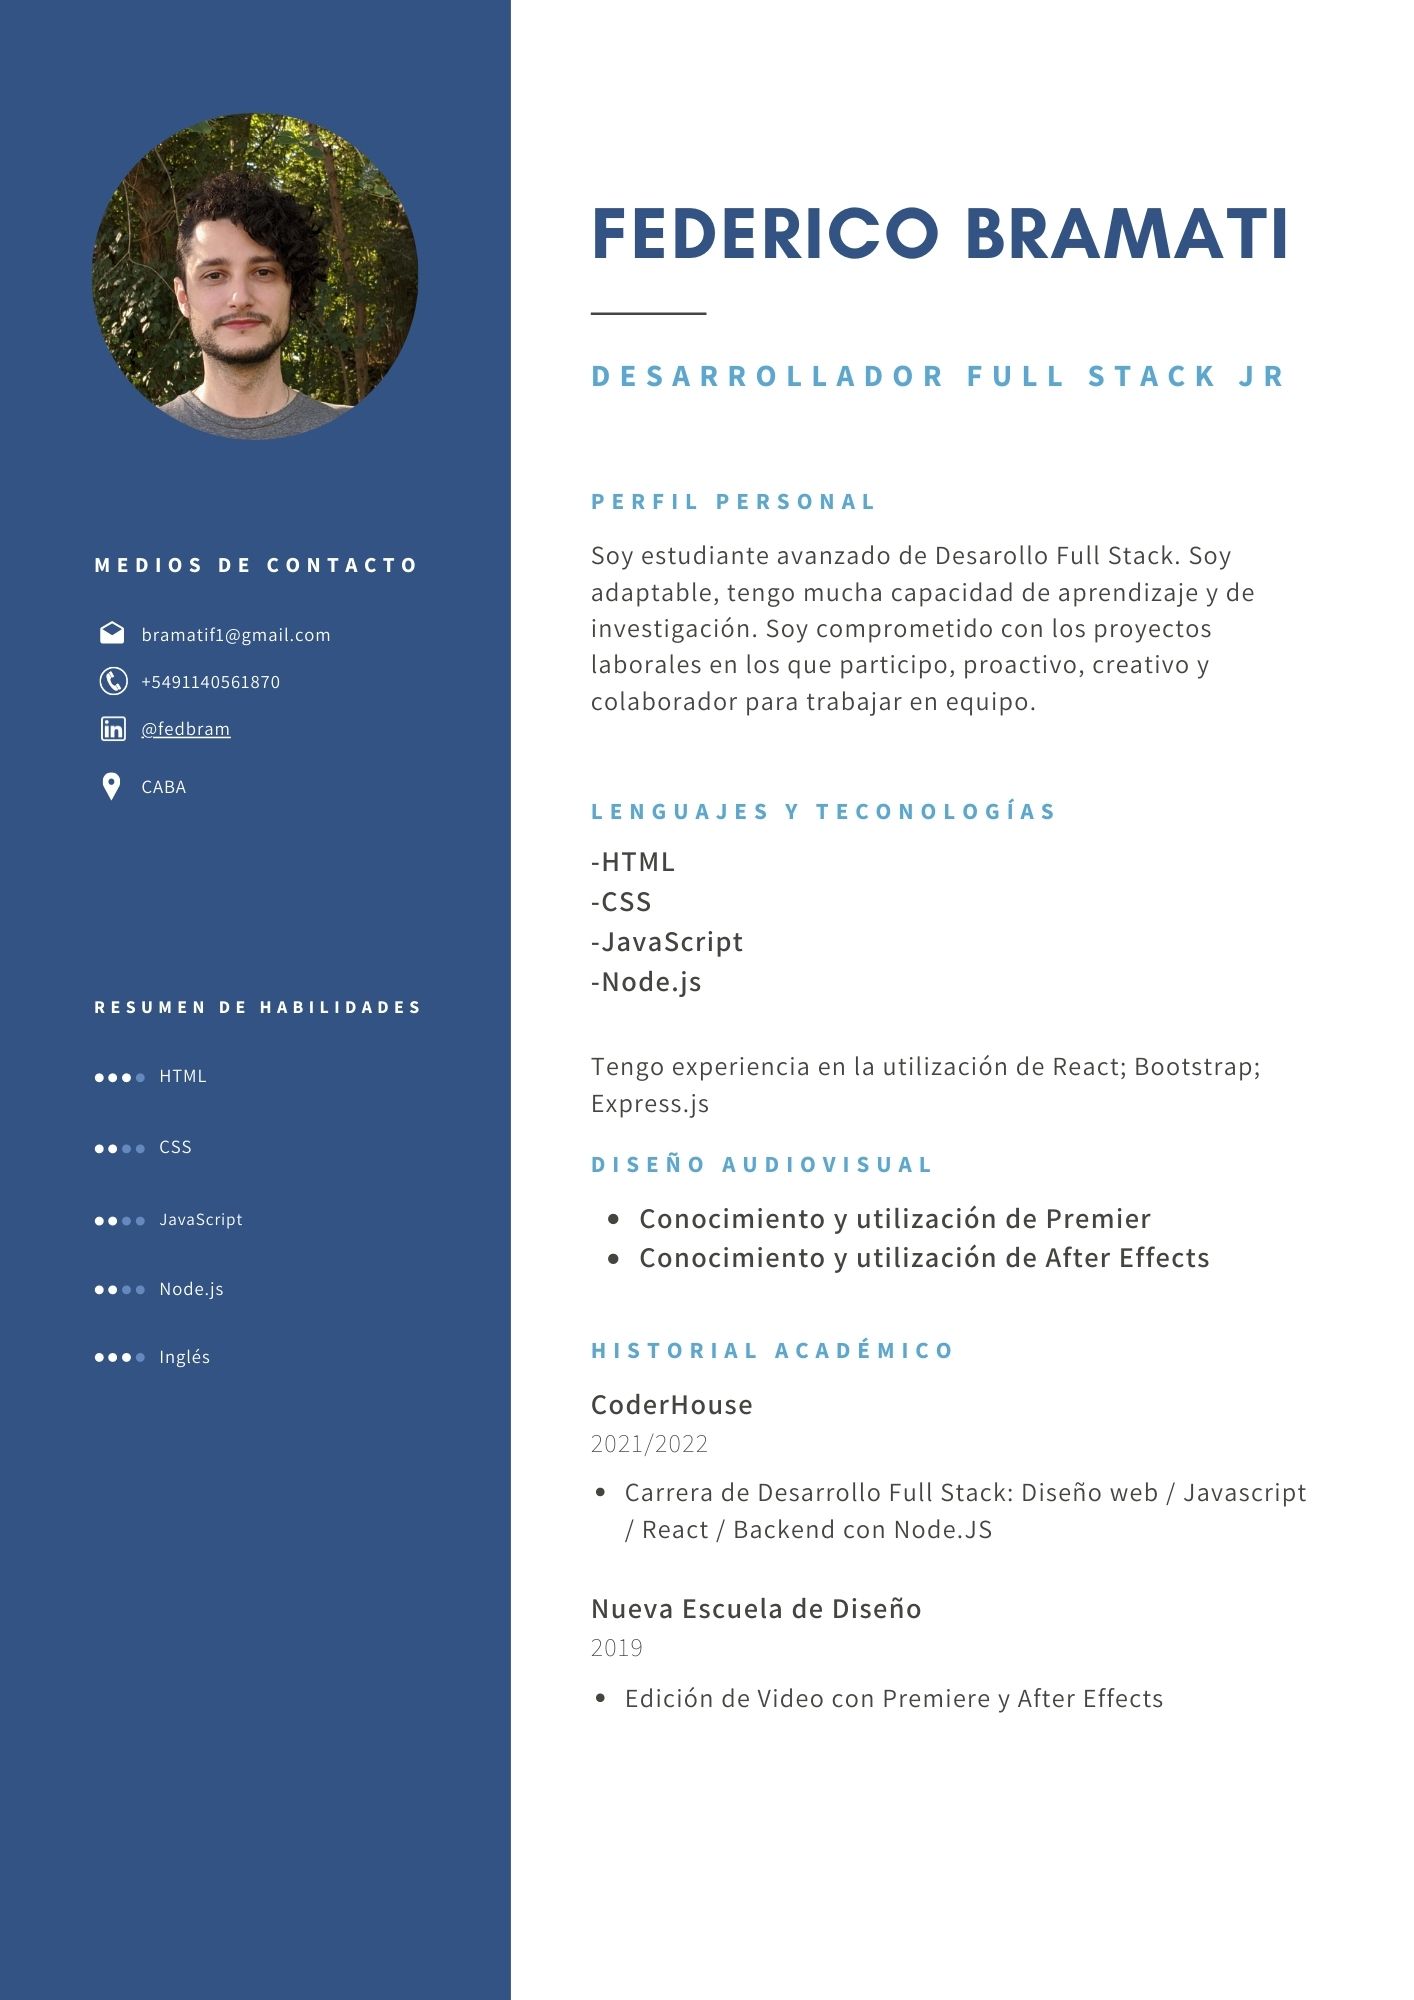 MEDIOS DE CONTACTO
bramatif1@gmail.com
+5491140561870
@fedbram
CABA
RESUMEN DE HABILIDADES
HTML
CSS
JavaScript
Node.js
Inglés
FEDERICO BRAMATI
DESARROLLADOR FULL STACK JR
PERFIL PERSONAL
Soy estudiante avanzado de Desarollo Full Stack. Soy
adaptable, tengo mucha capacidad de aprendizaje y de
investigación. Soy comprometido con los proyectos
laborales en los que participo, proactivo, creativo y
colaborador para trabajar en equipo.
LENGUAJES Y TECONOLOGÍAS
-HTML
-CSS
-JavaScript
-Node.js
Tengo experiencia en la utilización de React; Bootstrap;
Express.js
DISEÑO AUDIOVISUAL
• Conocimiento y utilización de Premier
• Conocimiento y utilización de After Effects
HISTORIAL ACADÉMICO
CoderHouse
2021/2022
• Carrera de Desarrollo Full Stack: Diseño web / Javascript
/ React / Backend con Node.JS
Nueva Escuela de Diseño
2019
• Edición de Video con Premiere y After Effects